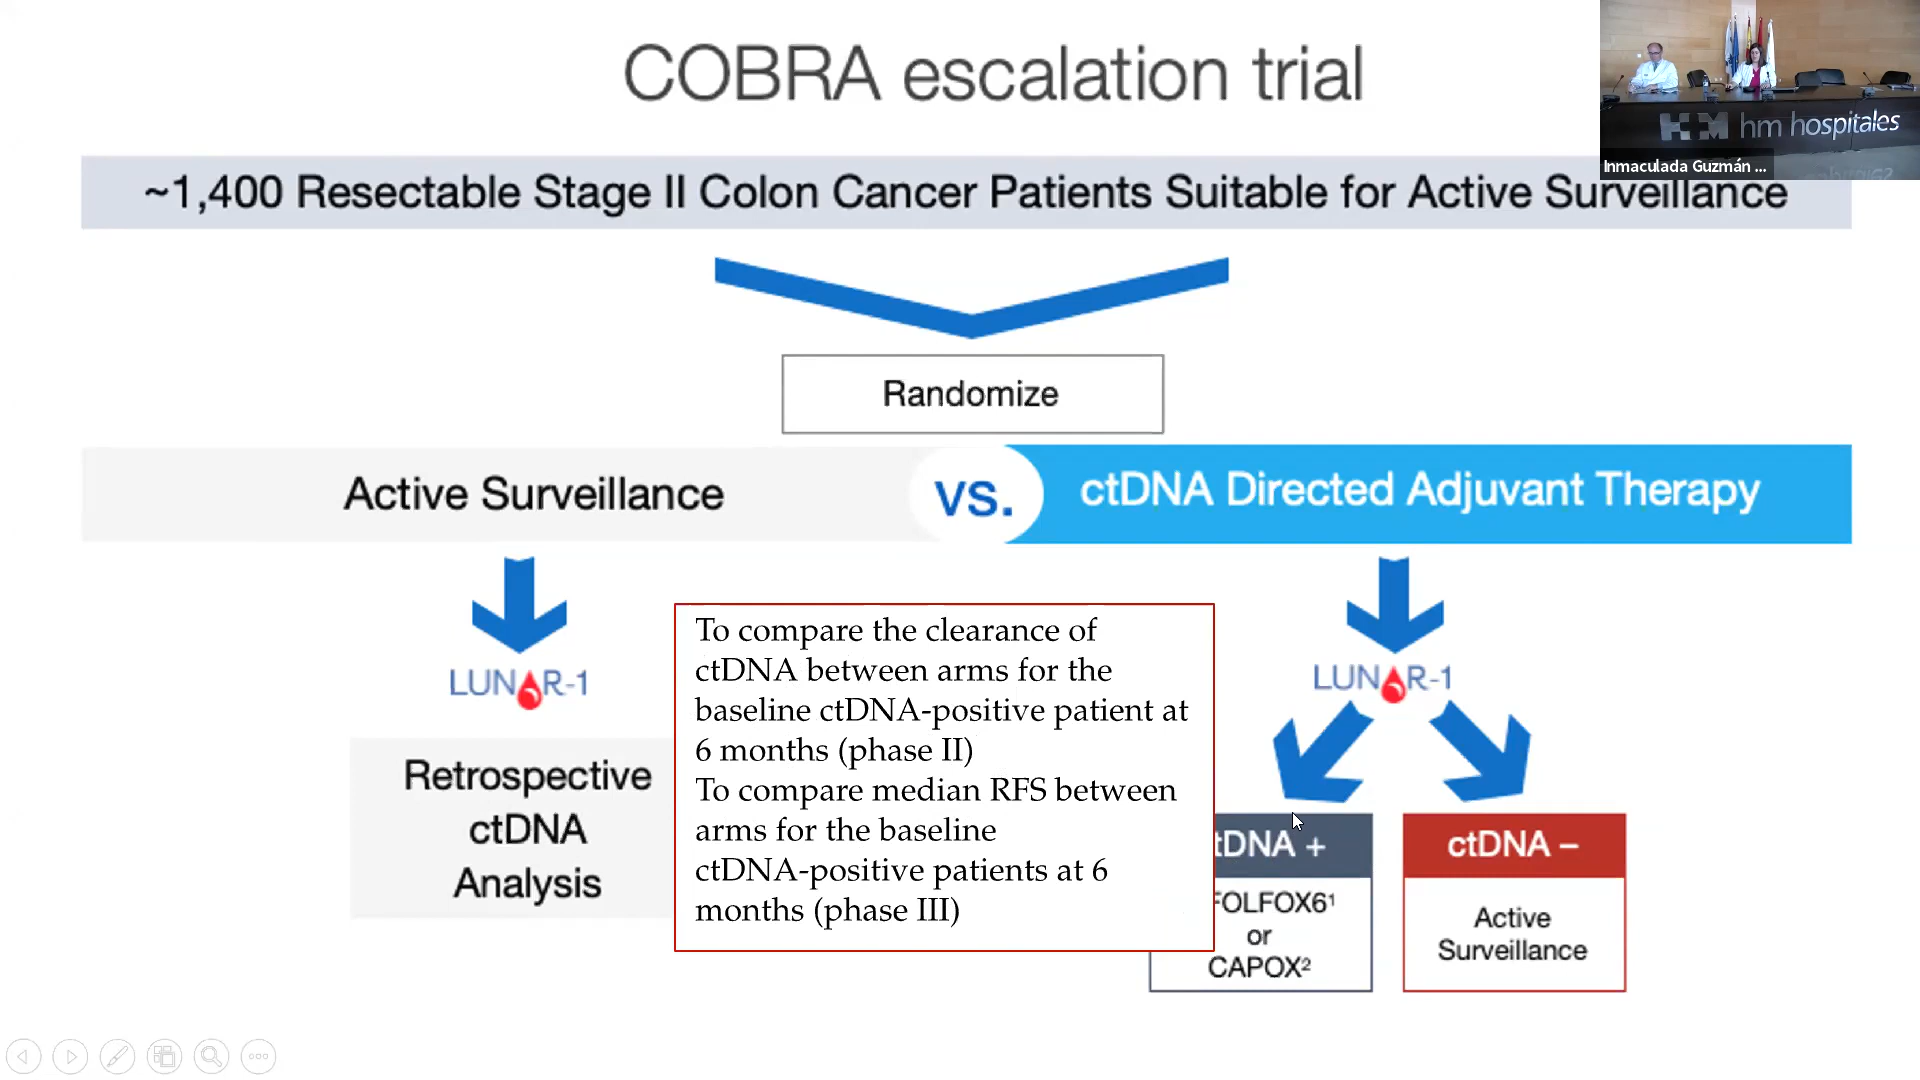 COBRA escalation trial
hm hospitales
Inmaculada Guzmán ...
~1,400 Resectable Stage II Colon Cancer Patients Suitable for Active Surveillance
Randomize
Active Surveillance
vs.
ctDNA Directed Adjuvant Therapy
LUNAR-1
Retrospective
ctDNA
Analysis
To compare the clearance of
ctDNA between arms for the
baseline ctDNA-positive patient at
6 months (phase II)
To compare median RFS between
arms for the baseline
ctDNA-positive patients at 6
months (phase III)
LUNAR-1
tDNA +
FOLFOX6¹
or
CAPOX²
ctDNA –
Active
Surveillance